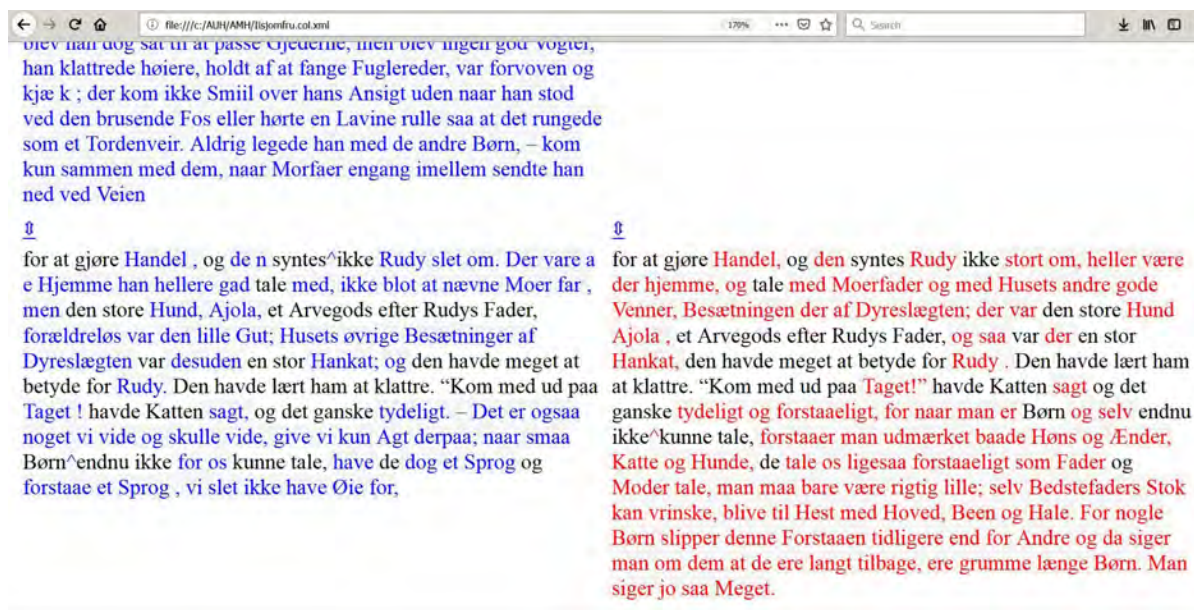 file:///c:/AUH/AMH/Iisjomfru.col.xml
170%
Search
blev han dog sat til at passe Gjederne, men blev ingen god Vogter,
han klattrede høiere, holdt af at fange Fuglereder, var forvoven og
kjæ k ; der kom ikke Smiil over hans Ansigt uden naar han stod
ved den brusende Fos eller hørte en Lavine rulle saa at det rungede
som et Tordenveir. Aldrig legede han med de andre Børn, – kom
kun sammen med dem, naar Morfaer engang imellem sendte han
ned ved Veien
⇳
for at gjøre Handel , og de n syntes^ikke Rudy slet om. Der vare a
e Hjemme han hellere gad tale med, ikke blot at nævne Moer far ,
men den store Hund, Ajola, et Arvegods efter Rudys Fader,
forældreløs var den lille Gut; Husets øvrige Besætninger af
Dyreslægten var desuden en stor Hankat; og den havde meget at
betyde for Rudy. Den havde lært ham at klattre. “Kom med ud paa
Taget ! havde Katten sagt, og det ganske tydeligt. – Det er ogsaa
noget vi vide og skulle vide, give vi kun Agt derpaa; naar smaa
Børn^endnu ikke for os kunne tale, have de dog et Sprog og
forstaae et Sprog , vi slet ikke have Øie for,
⇳
for at gjøre Handel, og den syntes Rudy ikke stort om, heller være
der hjemme, og tale med Moerfader og med Husets andre gode
Venner, Besætningen der af Dyreslægten; der var den store Hund
Ajola , et Arvegods efter Rudys Fader, og saa var der en stor
Hankat, den havde meget at betyde for Rudy . Den havde lært ham
at klattre. “Kom med ud paa Taget!” havde Katten sagt og det
ganske tydeligt og forstaaeligt, for naar man er Børn og selv endnu
ikke^kunne tale, forstaaer man udmærket baade Høns og Ænder,
Katte og Hunde, de tale os ligesaa forstaaeligt som Fader og
Moder tale, man maa bare være rigtig lille; selv Bedstefaders Stok
kan vrinske, blive til Hest med Hoved, Been og Hale. For nogle
Børn slipper denne Forstaaen tidligere end for Andre og da siger
man om dem at de ere langt tilbage, ere grumme længe Børn. Man
siger jo saa Meget.